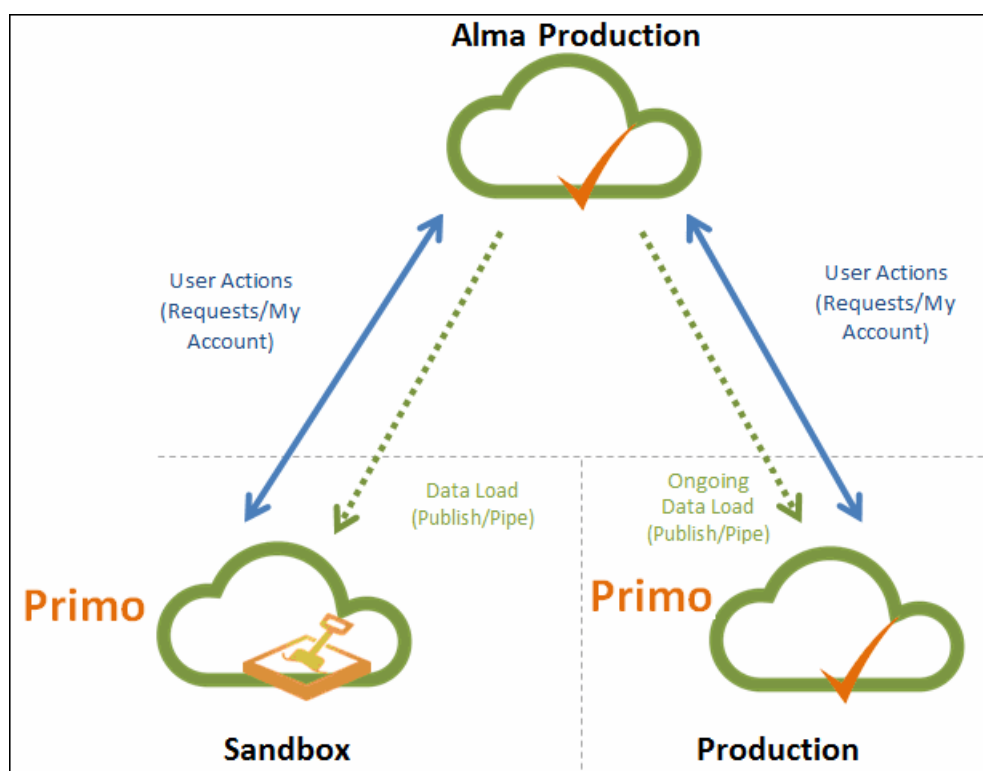 Alma Production
User Actions
(Requests/My
Account)
User Actions
(Requests/My
Account)
Data Load
(Publish/Pipe)
Ongoing
Data Load
(Publish/Pipe)
Primo
Primo
Sandbox
Production